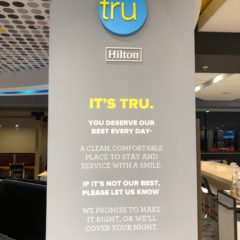 tru
Hilton
IT'S TRU.
YOU DESERVE OUR
BEST EVERY DAY-
A CLEAN, COMFORTABLE
PLACE TO STAY AND
SERVICE WITH A SMILE.
IF IT'S NOT OUR BEST,
PLEASE LET US KNOW
WE PROMISE TO MAKE
IT RIGHT, OR WE'LL
COVER YOUR NIGHT.